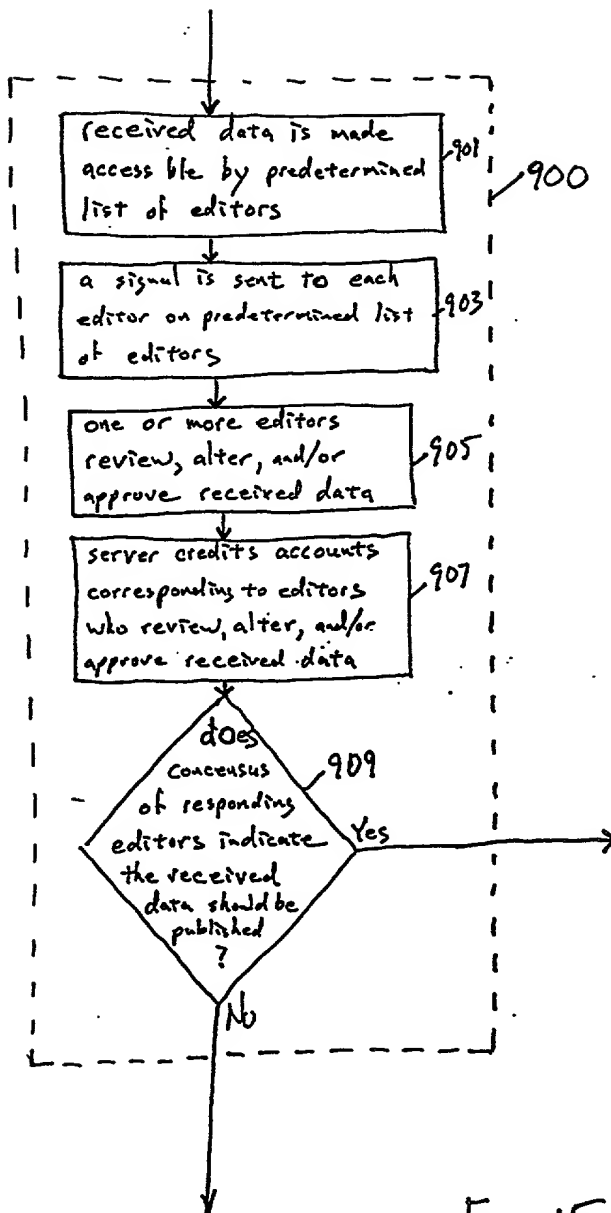 received data is made
access ble by predetermined
list of editors
901
900
a signal is sent to each
editor on predetermined list
of editors
903
one or more editors
review, alter, and/or
approve received data
905
server credits accounts
corresponding to editors
who review, alter, and/or
approve received data
907
does
concensus
of responding
editors indicate
the received
data should be
published
?
909
Yes
No